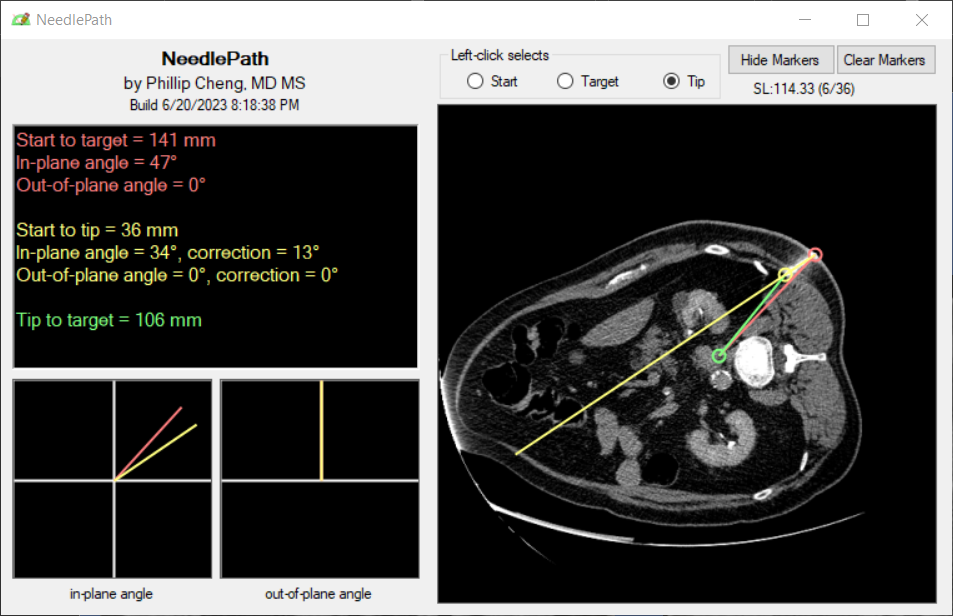 NeedlePath
NeedlePath
by Phillip Cheng, MD MS
Build 6/20/2023 8:18:38 PM
Start to target = 141 mm
In-plane angle = 47°
Out-of-plane angle = 0°
Start to tip = 36 mm
In-plane angle = 34°, correction = 13°
Out-of-plane angle = 0°, correction = 0°
Tip to target = 106 mm
in-plane angle
out-of-plane angle
Left-click selects
Start
Target
Tip
Hide Markers
Clear Markers
SL:114.33 (6/36)